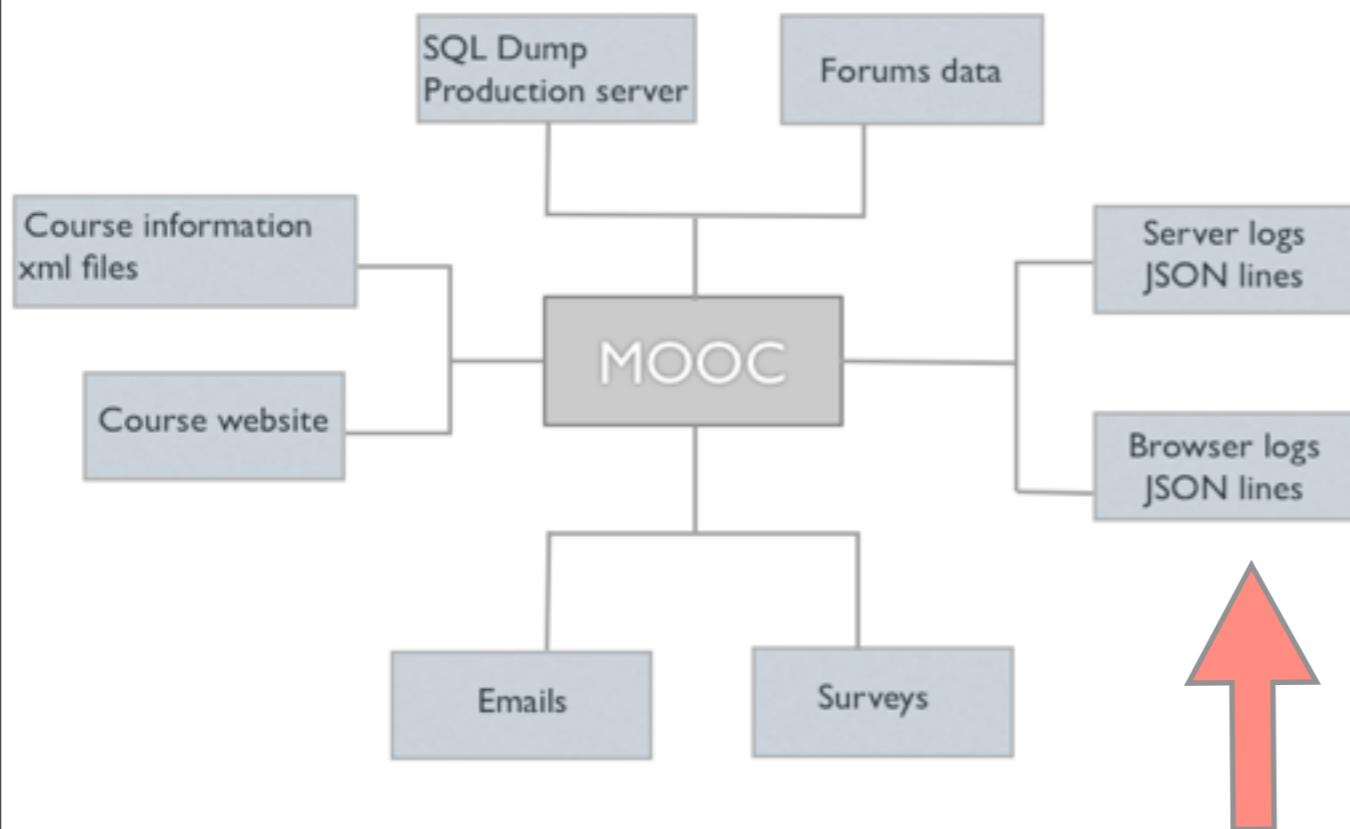 SQL Dump
Production server
Forums data
Course information
xml files
Server logs
JSON lines
MOOC
Course website
Browser logs
JSON lines
Emails
Surveys